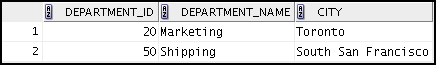 DEPARTMENT_ID DEPARTMENT_NAME CITY
1 20 Marketing Toronto
2 50 Shipping South San Francisco